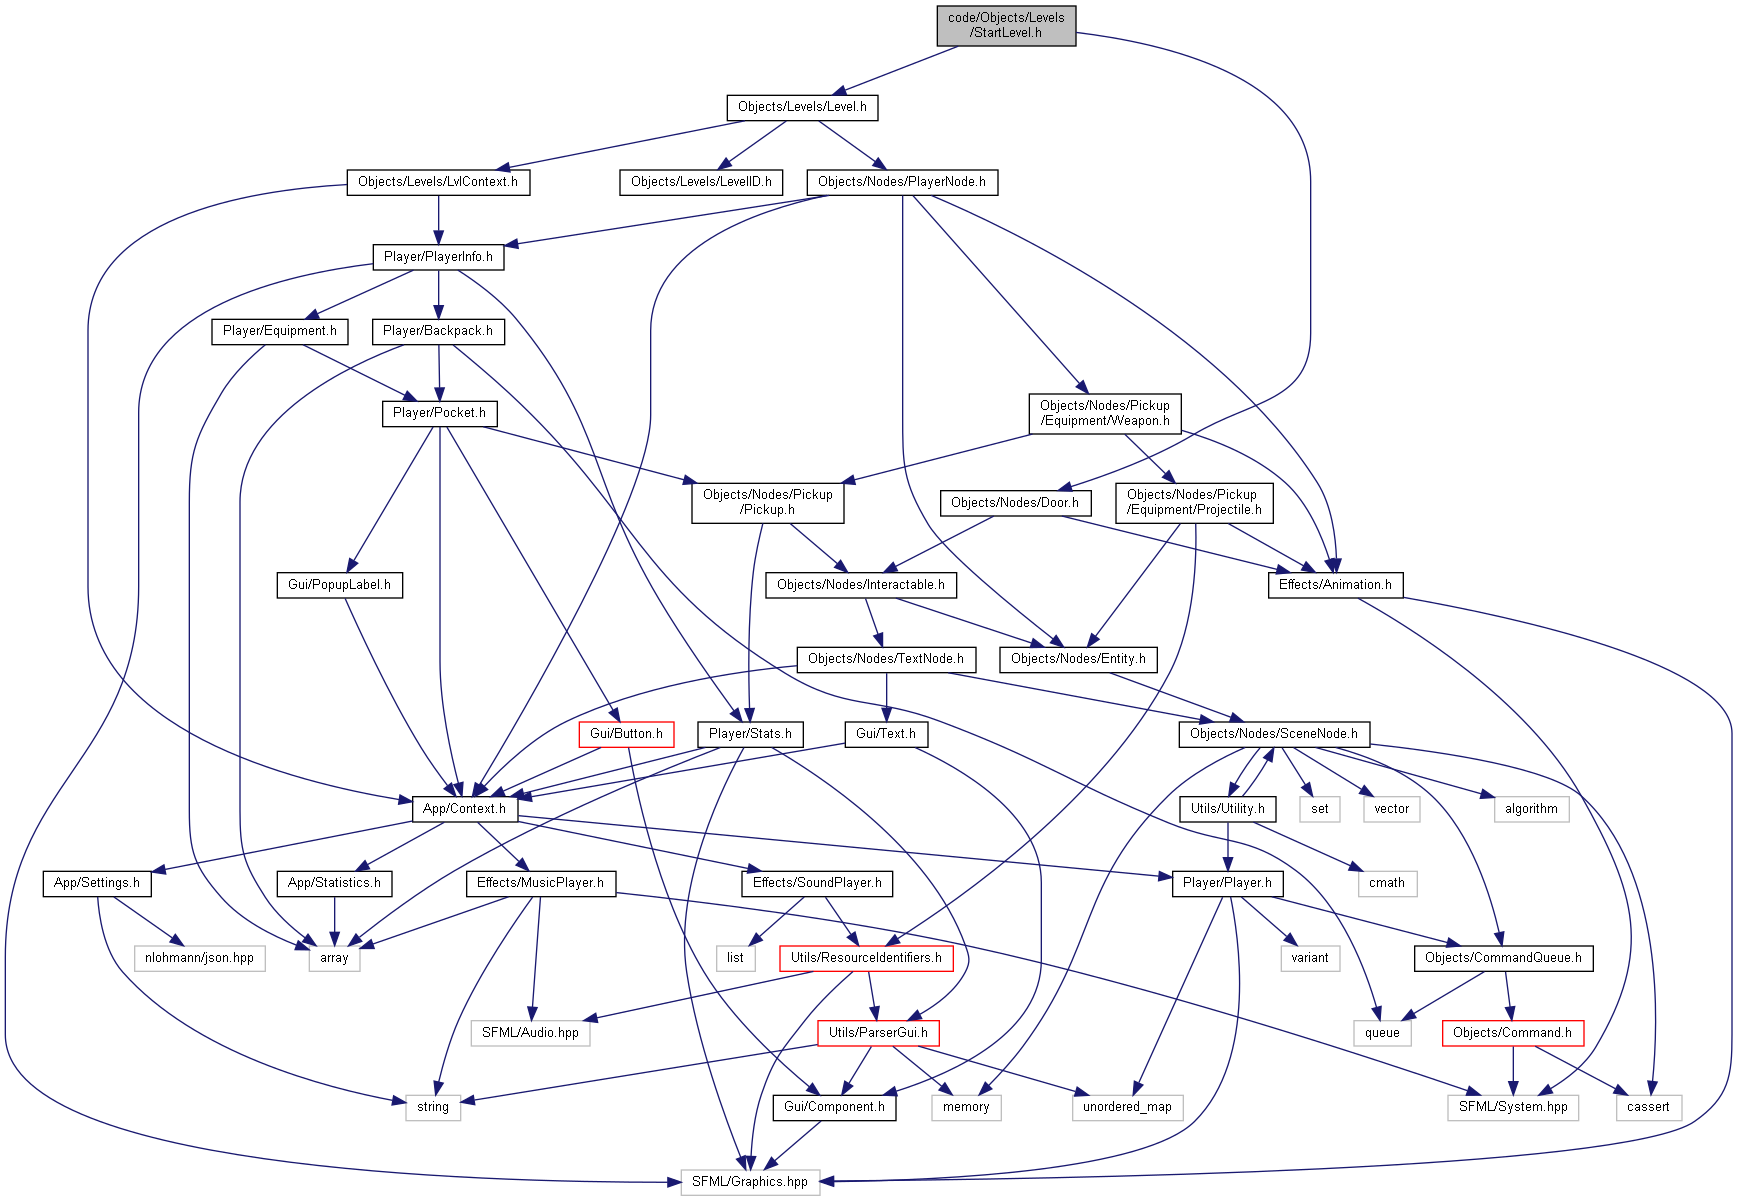 code/Objects/Levels
/StartLevel.h
Objects/Levels/Level.h
Objects/Levels/LvlContext.h
Objects/Levels/LevelID.h
Objects/Nodes/PlayerNode.h
Player/PlayerInfo.h
Player/Equipment.h
Player/Backpack.h
Player/Pocket.h
Objects/Nodes/Pickup
/Equipment/Weapon.h
Objects/Nodes/Pickup
/Pickup.h
Objects/Nodes/Door.h
Objects/Nodes/Pickup
/Equipment/Projectile.h
Gui/PopupLabel.h
Objects/Nodes/Interactable.h
Effects/Animation.h
Objects/Nodes/TextNode.h
Objects/Nodes/Entity.h
Gui/Button.h
Player/Stats.h
Gui/Text.h
Objects/Nodes/SceneNode.h
App/Context.h
Utils/Utility.h
set
vector
algorithm
App/Settings.h
App/Statistics.h
Effects/MusicPlayer.h
Effects/SoundPlayer.h
Player/Player.h
cmath
nlohmann/json.hpp
array
list
Utils/ResourceIdentifiers.h
variant
Objects/CommandQueue.h
SFML/Audio.hpp
Utils/ParserGui.h
queue
Objects/Command.h
string
Gui/Component.h
memory
unordered_map
SFML/System.hpp
cassert
SFML/Graphics.hpp